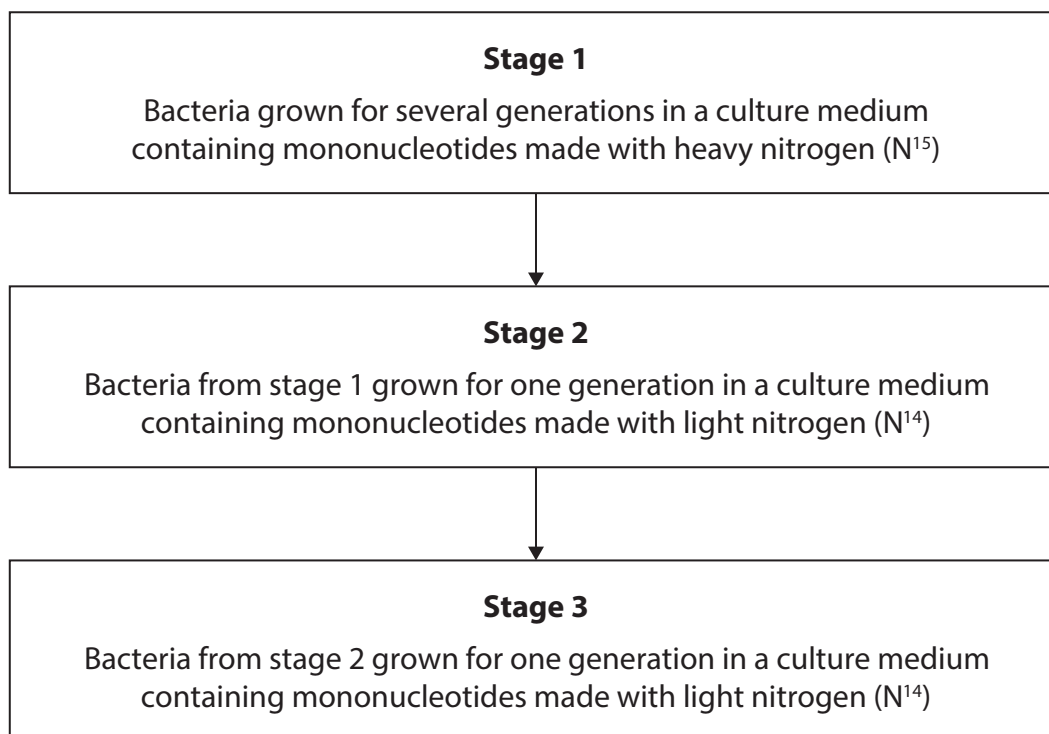 Stage 1
Bacteria grown for several generations in a culture medium
containing mononucleotides made with heavy nitrogen (N¹⁵)
Stage 2
Bacteria from stage 1 grown for one generation in a culture medium
containing mononucleotides made with light nitrogen (N¹⁴)
Stage 3
Bacteria from stage 2 grown for one generation in a culture medium
containing mononucleotides made with light nitrogen (N¹⁴)